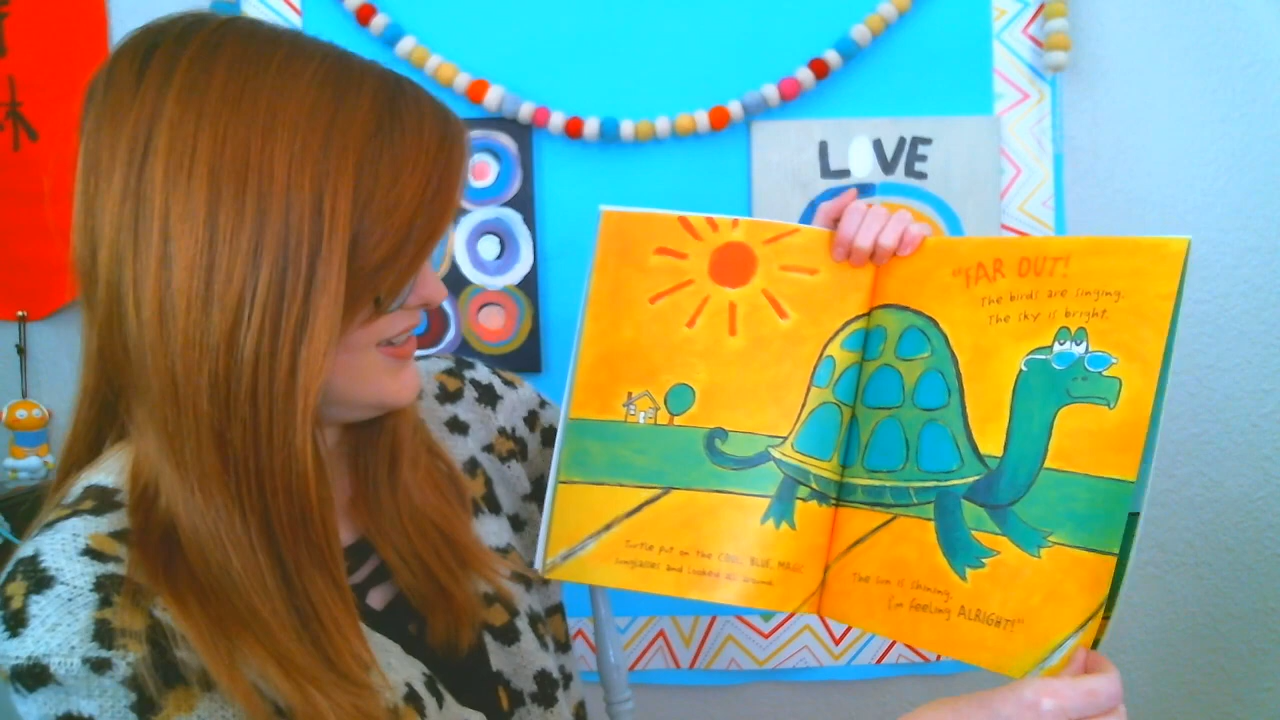 林
LOVE
"FAR OUT!
The birds are singing.
The sky is bright.
Turtle put on the COOL, BLUE, MAGIC
sunglasses and looked all around.
The sun is shining.
I'm feeling ALRIGHT!"